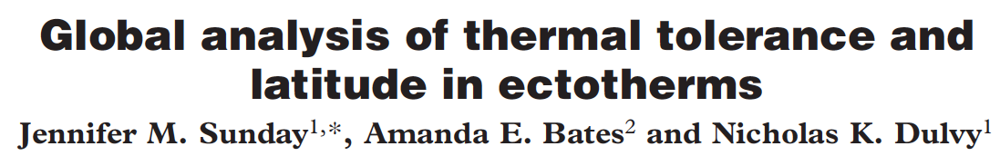 Global analysis of thermal tolerance and
latitude in ectotherms
Jennifer M. Sunday1,*, Amanda E. Bates2 and Nicholas K. Dulvy1